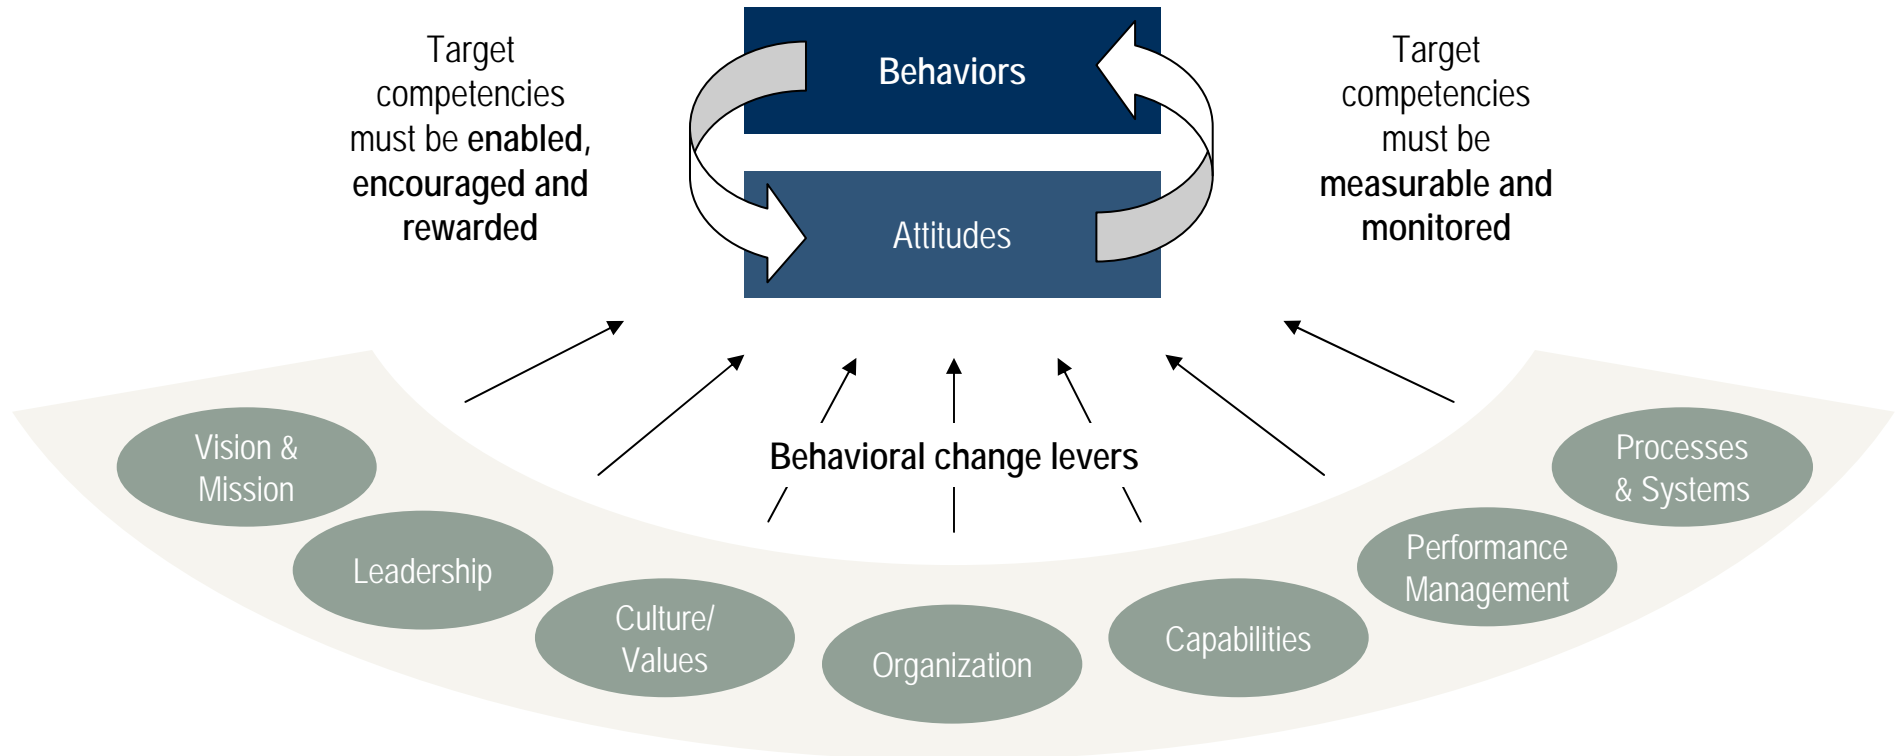 Target
competencies
must be enabled,
encouraged and
rewarded
Behaviors
Attitudes
Target
competencies
must be
measurable and
monitored
Behavioral change levers
Vision &
Mission
Leadership
Culture/
Values
Organization
Capabilities
Performance
Management
Processes
& Systems